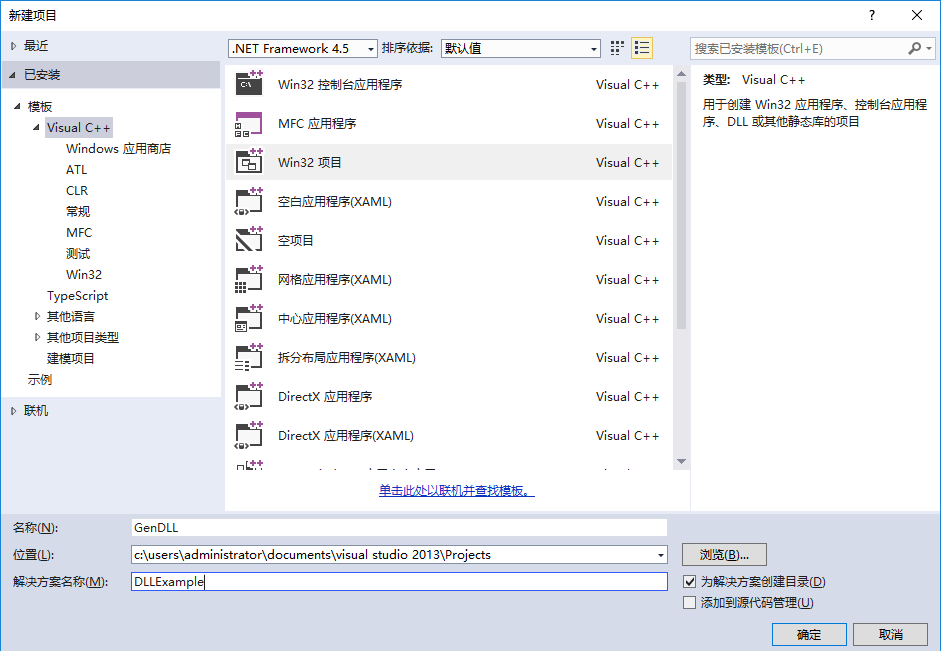 新建项目
?
最近
.NET Framework 4.5
排序依据:
默认值
搜索已安装模板(Ctrl+E)
已安装
模板
Visual C++
Windows 应用商店
ATL
CLR
常规
MFC
测试
Win32
TypeScript
其他语言
其他项目类型
建模项目
示例
联机
Win32 控制台应用程序 Visual C++
MFC 应用程序 Visual C++
Win32 项目 Visual C++
空白应用程序(XAML) Visual C++
空项目 Visual C++
网格应用程序(XAML) Visual C++
中心应用程序(XAML) Visual C++
拆分布局应用程序(XAML) Visual C++
DirectX 应用程序 Visual C++
DirectX 应用程序(XAML) Visual C++
单击此处以联机并查找模板。
类型: Visual C++
用于创建 Win32 应用程序、控制台应用程
序、DLL 或其他静态库的项目
名称(N): GenDLL
位置(L): c:\users\administrator\documents\visual studio 2013\Projects
浏览(B)...
解决方案名称(M): DLLExample
为解决方案创建目录(D)
添加到源代码管理(U)
确定
取消